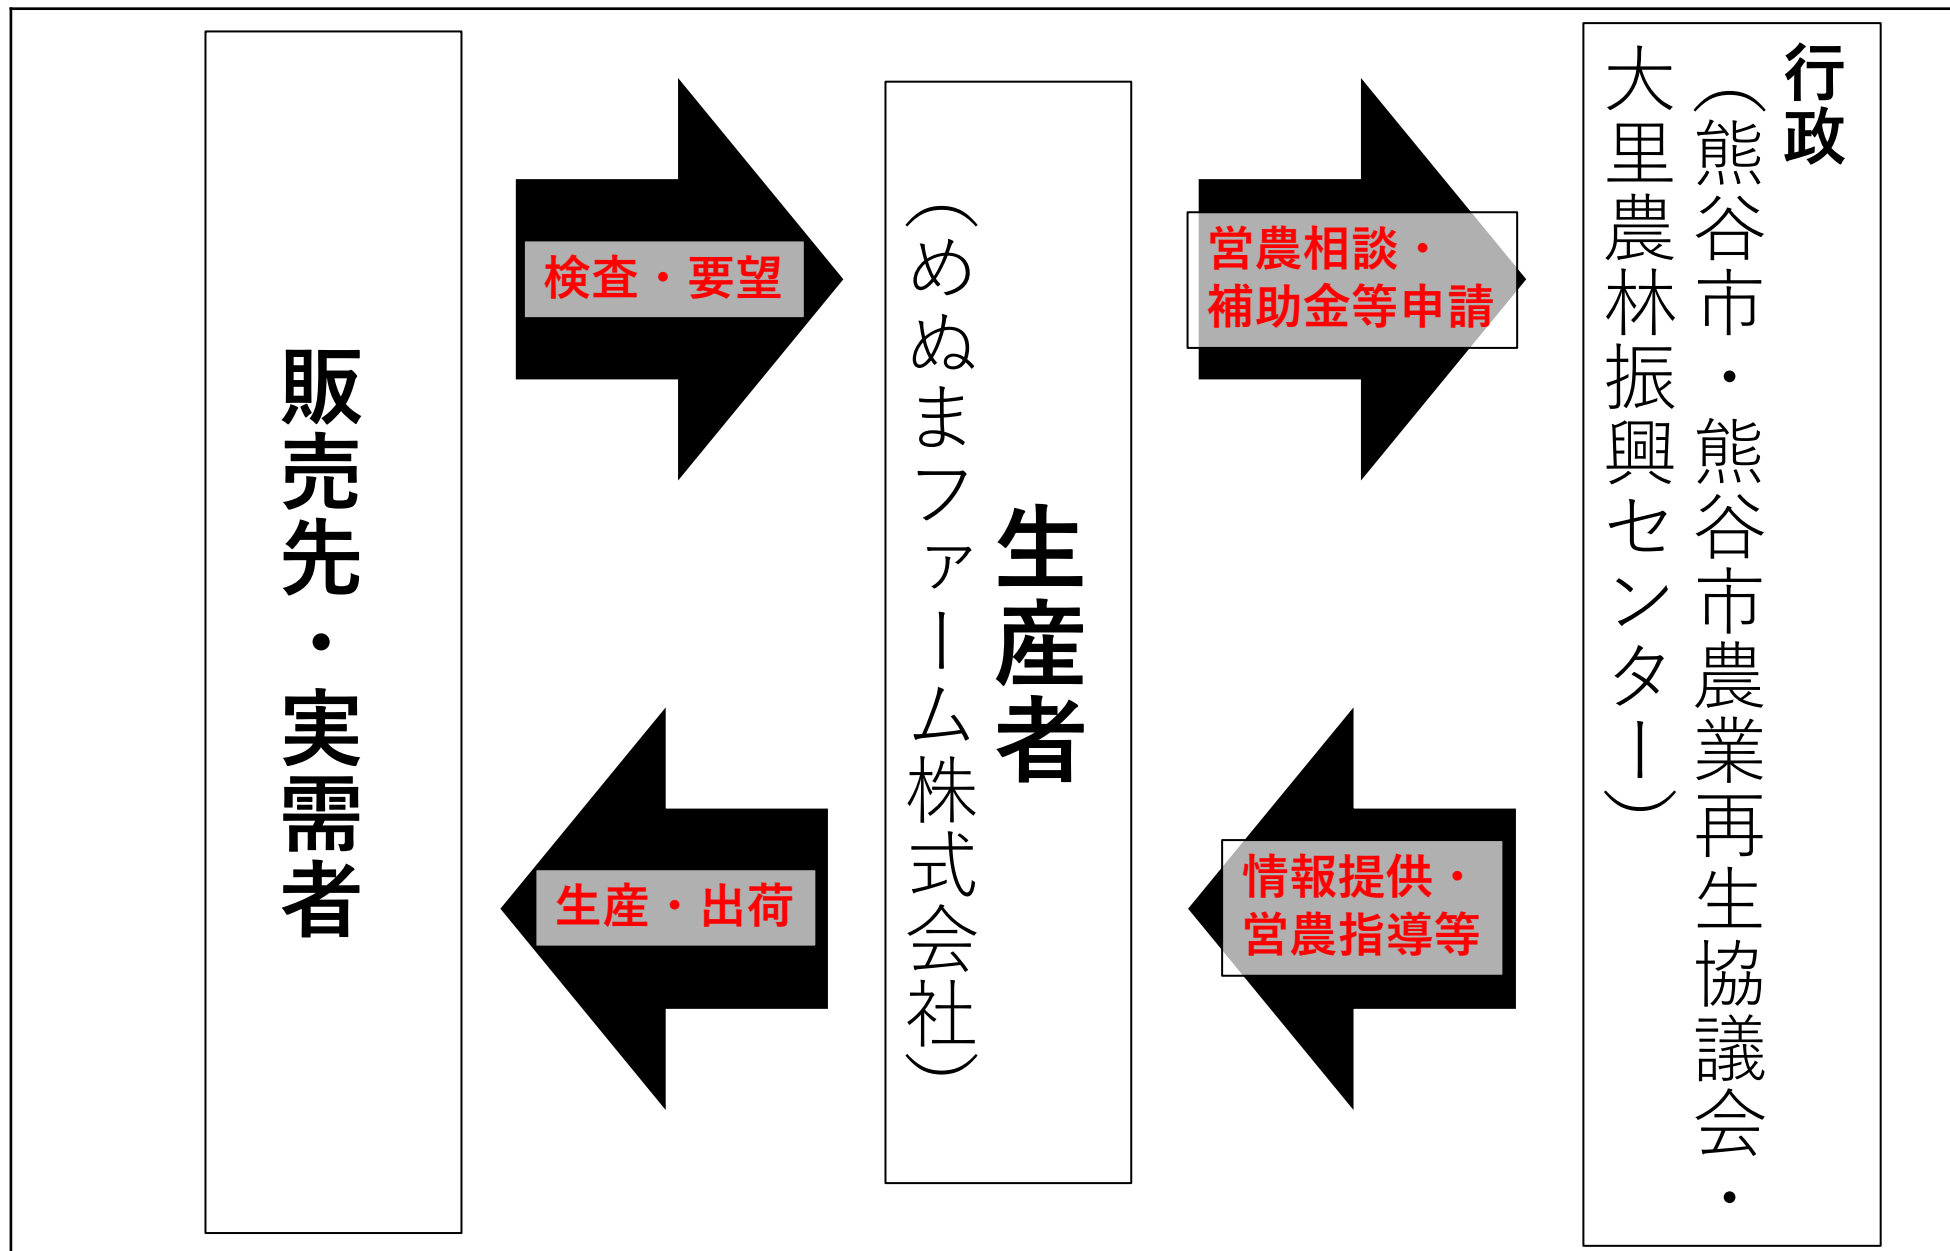 販売先・実需者
検査・要望
生産・出荷
生産者
（めぬまファーム株式会社）
営農相談・
補助金等申請
情報提供・
営農指導等
行政
（熊谷市・熊谷市農業再生協議会・
大里農林振興センター）